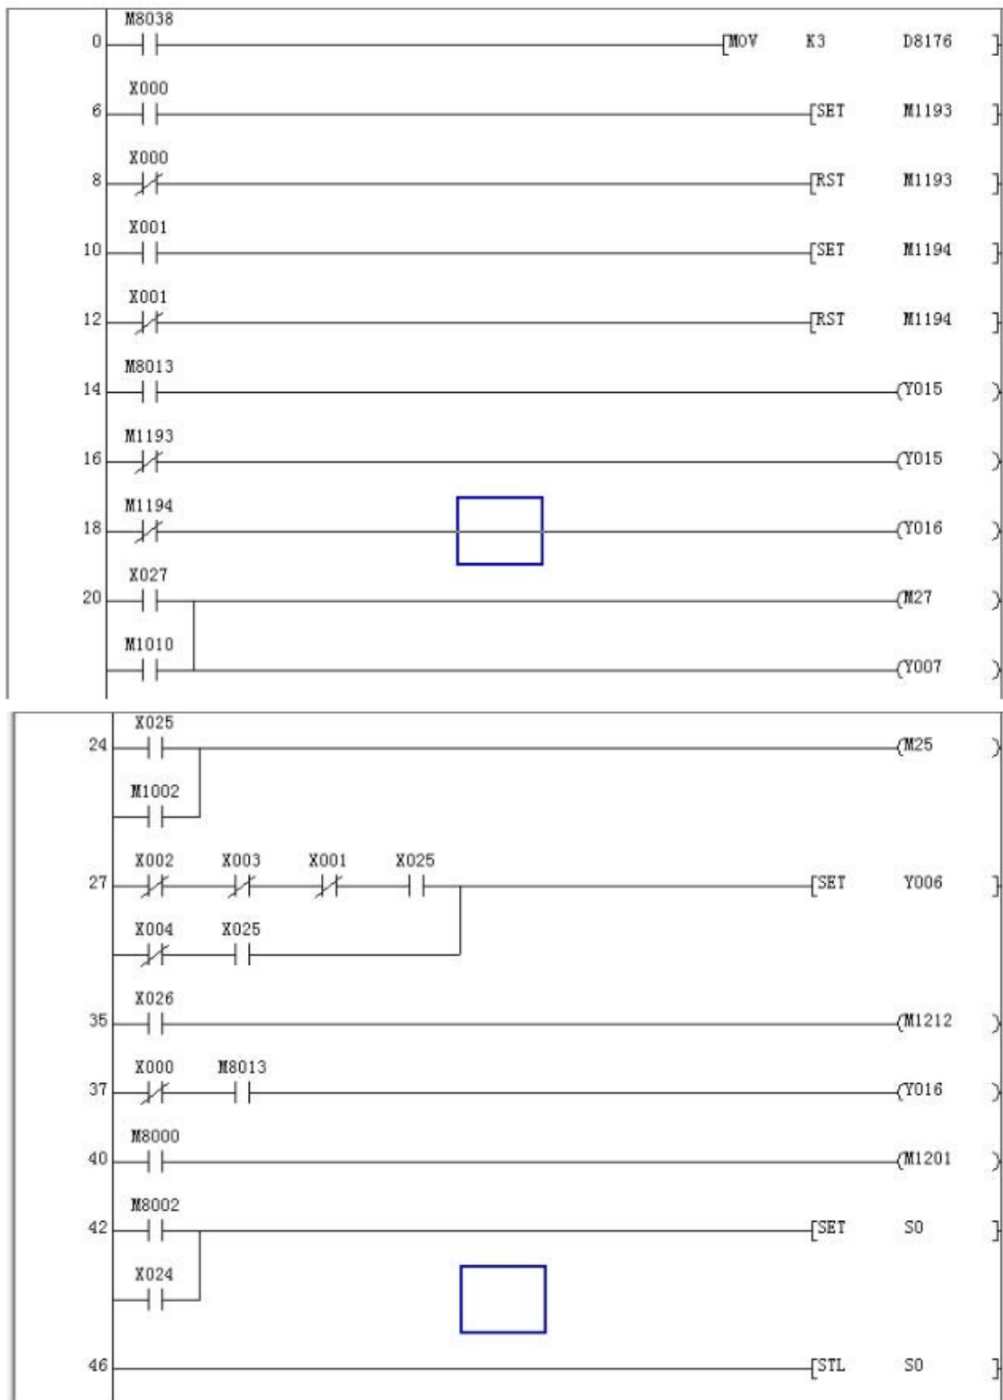 M8038
0 [MOV K3 D8176 ]
X000
6 [SET M1193 ]
X000
8 [RST M1193 ]
X001
10 [SET M1194 ]
X001
12 [RST M1194 ]
M8013
14 (Y015 )
M1193
16 (Y015 )
M1194
18 (Y016 )
X027
20 (M27 )
M1010
(Y007 )
X025
24 (M25 )
M1002
X002 X003 X001 X025
27 [SET Y006 ]
X004 X025
X026
35 (M1212 )
X000 M8013
37 (Y016 )
M8000
40 (M1201 )
M8002
42 [SET S0 ]
X024
46 [STL S0 ]